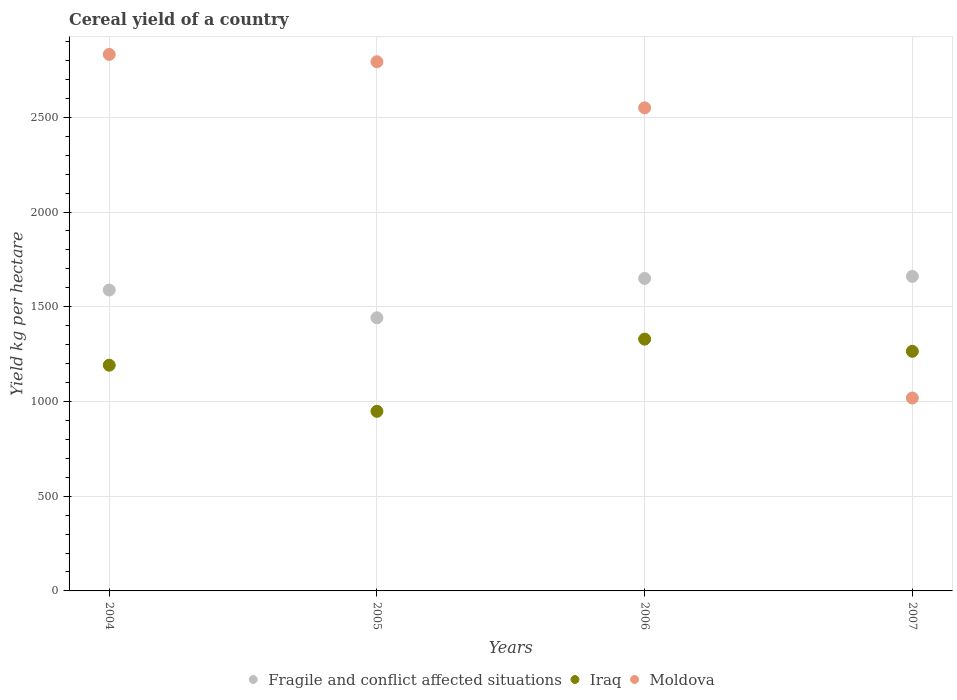 Cereal yield of a country
Yield kg per hectare
2500
2000
1500
1000
500
0
2004
2005
2006
2007
Years
Fragile and conflict affected situations
Iraq
Moldova